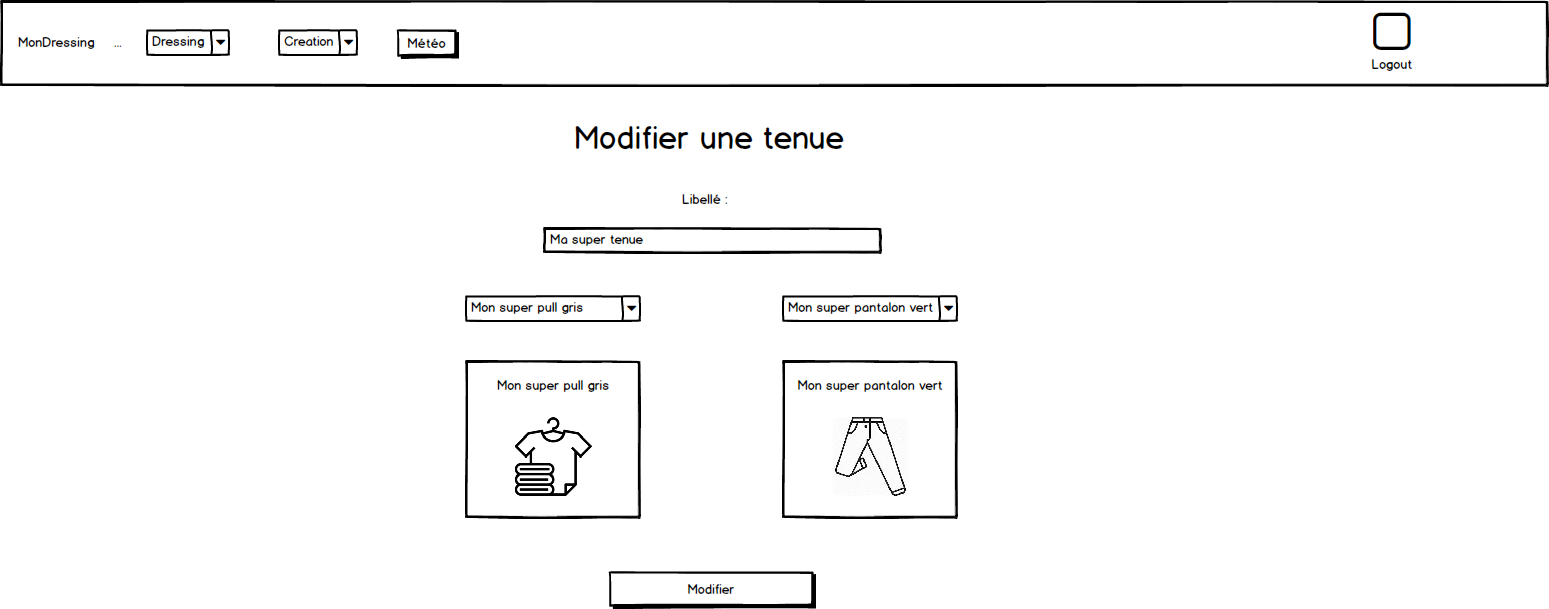 MonDressing ... Dressing Creation Météo
Logout
Modifier une tenue
Libellé :
Ma super tenue
Mon super pull gris Mon super pantalon vert
Mon super pull gris Mon super pantalon vert
Modifier